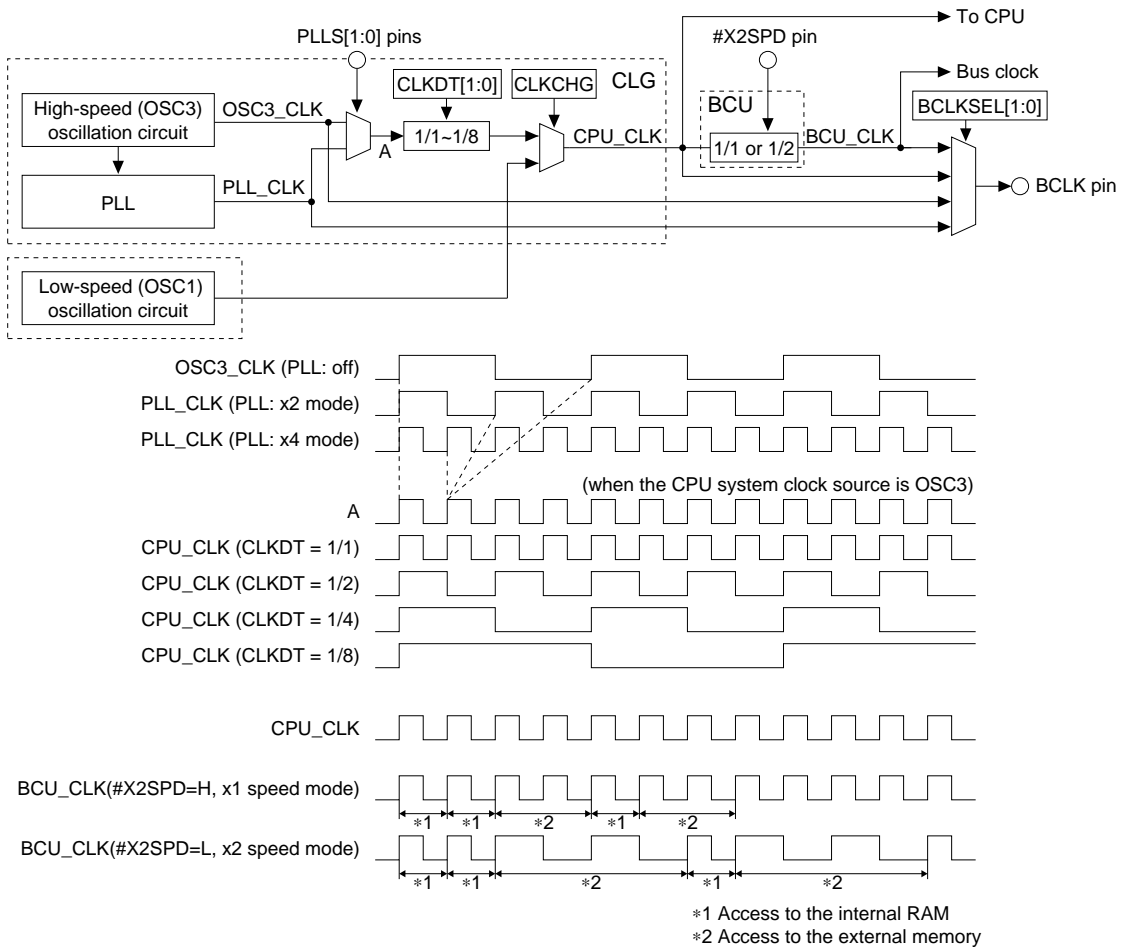 To CPU
PLLS[1:0] pins
#X2SPD pin
CLKDT[1:0]
CLKCHG
CLG
Bus clock
BCU
BCLKSEL[1:0]
High-speed (OSC3)
oscillation circuit
OSC3_CLK
A
1/1~1/8
CPU_CLK
1/1 or 1/2
BCU_CLK
PLL
PLL_CLK
BCLK pin
Low-speed (OSC1)
oscillation circuit
OSC3_CLK (PLL: off)
PLL_CLK (PLL: x2 mode)
PLL_CLK (PLL: x4 mode)
(when the CPU system clock source is OSC3)
A
CPU_CLK (CLKDT = 1/1)
CPU_CLK (CLKDT = 1/2)
CPU_CLK (CLKDT = 1/4)
CPU_CLK (CLKDT = 1/8)
CPU_CLK
BCU_CLK(#X2SPD=H, x1 speed mode)
*1 *1 *2 *1 *2
BCU_CLK(#X2SPD=L, x2 speed mode)
*1 *1 *2 *1 *2
*1 Access to the internal RAM
*2 Access to the external memory